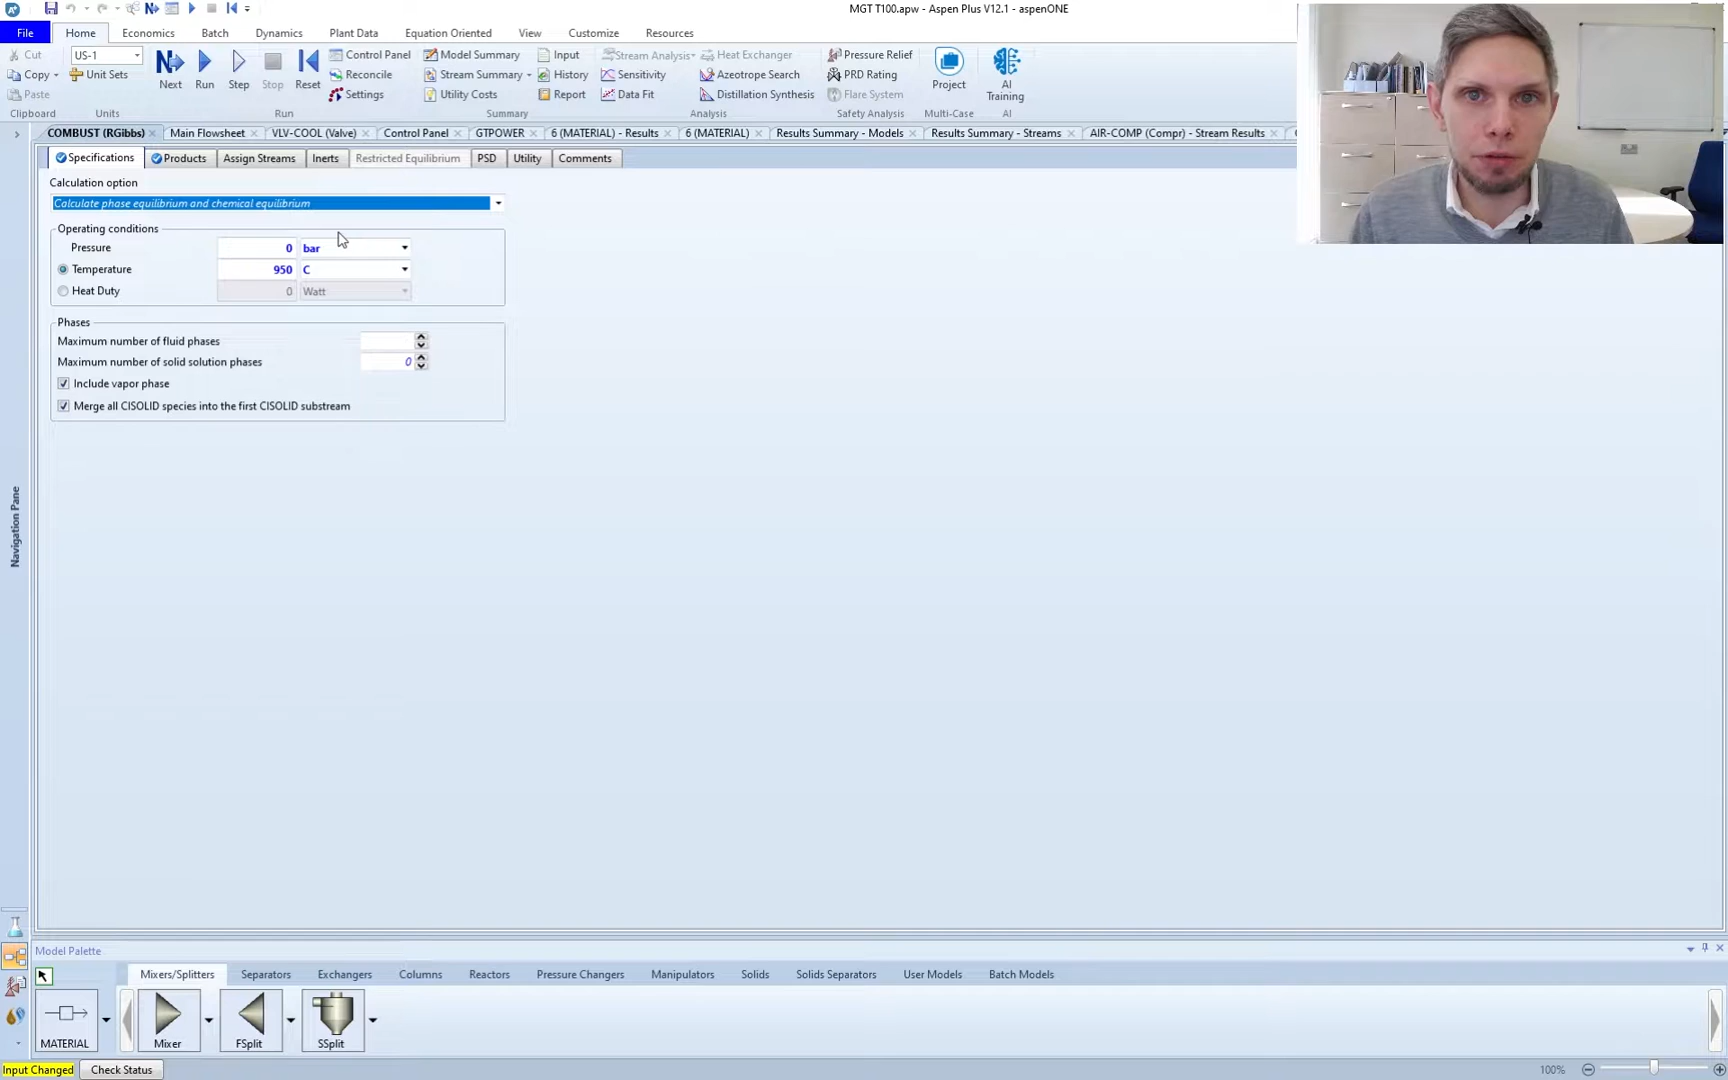 MGT T100.apw - Aspen Plus V12.1 - aspenONE
File Home Economics Batch Dynamics Plant Data Equation Oriented View Customize Resources
Cut US-1 Control Panel Model Summary Input Stream Analysis Heat Exchanger Pressure Relief
Copy Unit Sets Next Run Step Stop Reset Reconcile Stream Summary History Sensitivity Azeotrope Search PRD Rating Project AI Training
Paste Settings Utility Costs Report Data Fit Distillation Synthesis Flare System
Clipboard Units Run Summary Analysis Safety Analysis Multi-Case AI
COMBUST (RGibbs) Main Flowsheet VLV-COOL (Valve) Control Panel GTPOWER 6 (MATERIAL) - Results 6 (MATERIAL) Results Summary - Models Results Summary - Streams AIR-COMP (Compr) - Stream Results
Specifications Products Assign Streams Inerts Restricted Equilibrium PSD Utility Comments
Calculation option
Calculate phase equilibrium and chemical equilibrium
Operating conditions
Pressure 0 bar
Temperature 950 C
Heat Duty 0 Watt
Phases
Maximum number of fluid phases
Maximum number of solid solution phases 0
Include vapor phase
Merge all CISOLID species into the first CISOLID substream
Navigation Pane
Model Palette
Mixers/Splitters Separators Exchangers Columns Reactors Pressure Changers Manipulators Solids Solids Separators User Models Batch Models
MATERIAL Mixer FSplit SSplit
Input Changed Check Status 100%